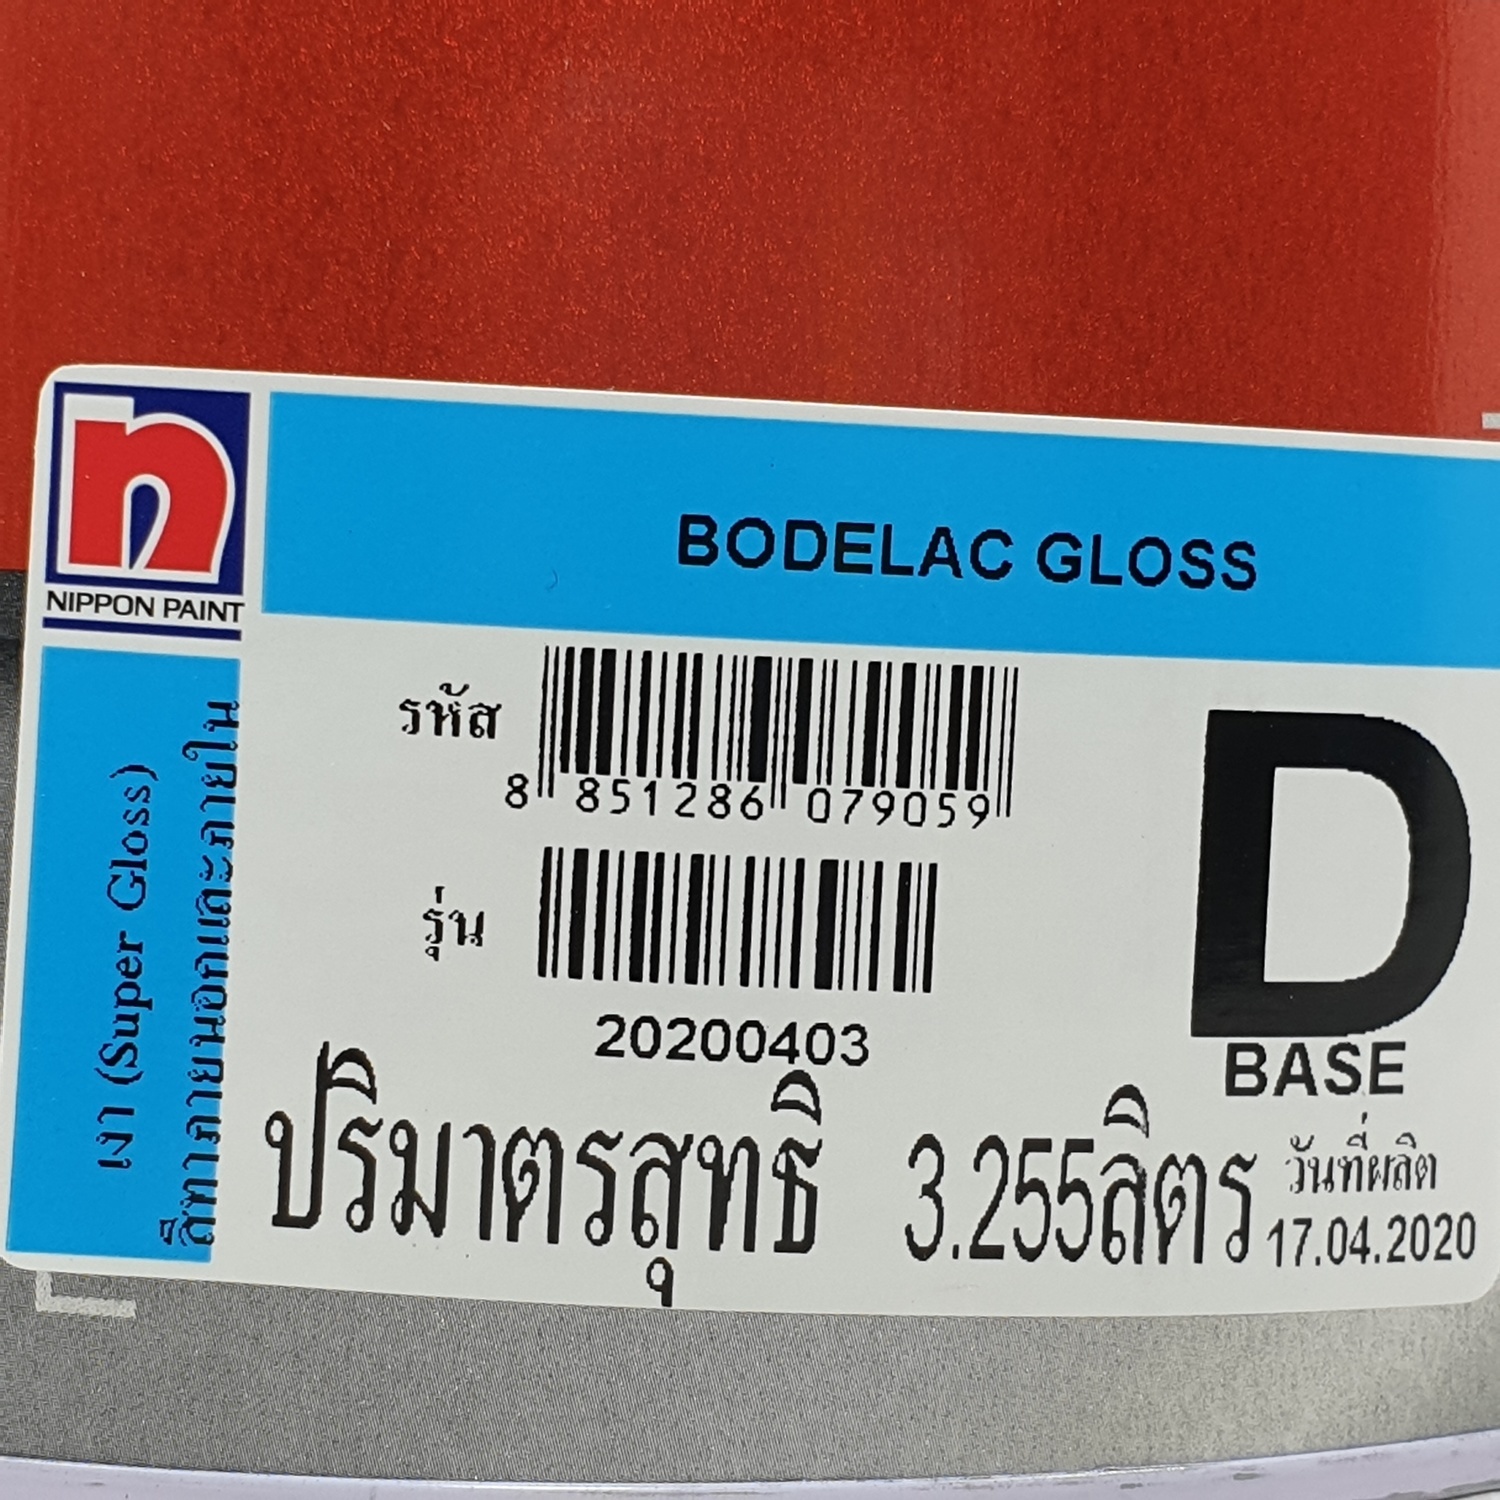 n
NIPPON PAINT
BODELAC GLOSS
เงา (Super Gloss)
สีทาภายนอกและภายใน
รหัส
8 851286 079059
รุ่น
20200403
D
BASE
ปริมาตรสุทธิ 3.255ลิตร
วันที่ผลิต
17.04.2020